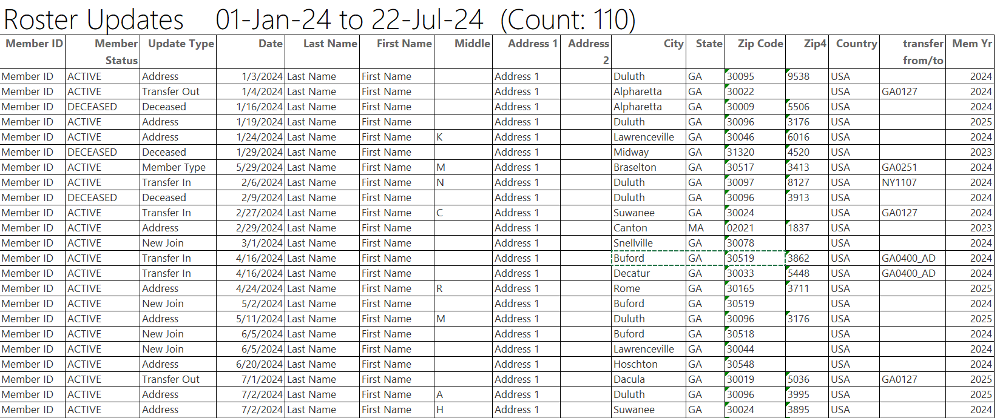 Roster Updates 01-Jan-24 to 22-Jul-24 (Count: 110)
Member ID Member Status Update Type Date Last Name First Name Middle Address 1 Address 2 City State Zip Code Zip4 Country transfer from/to Mem Yr
Member ID ACTIVE Address 1/3/2024 Last Name First Name Address 1 Duluth GA 30095 9538 USA 2024
Member ID ACTIVE Transfer Out 1/4/2024 Last Name First Name Address 1 Alpharetta GA 30022 USA GA0127 2024
Member ID DECEASED Deceased 1/16/2024 Last Name First Name Address 1 Alpharetta GA 30009 5506 USA 2024
Member ID ACTIVE Address 1/19/2024 Last Name First Name Address 1 Duluth GA 30096 3176 USA 2025
Member ID ACTIVE Address 1/24/2024 Last Name First Name K Address 1 Lawrenceville GA 30046 6016 USA 2024
Member ID DECEASED Deceased 1/29/2024 Last Name First Name Address 1 Midway GA 31320 4520 USA 2023
Member ID ACTIVE Member Type 5/29/2024 Last Name First Name M Address 1 Braselton GA 30517 3413 USA GA0251 2024
Member ID ACTIVE Transfer In 2/6/2024 Last Name First Name N Address 1 Duluth GA 30097 8127 USA NY1107 2024
Member ID DECEASED Deceased 2/9/2024 Last Name First Name Address 1 Duluth GA 30096 3913 USA 2024
Member ID ACTIVE Transfer In 2/27/2024 Last Name First Name C Address 1 Suwanee GA 30024 USA GA0127 2024
Member ID ACTIVE Address 2/29/2024 Last Name First Name Address 1 Canton MA 02021 1837 USA 2023
Member ID ACTIVE New Join 3/1/2024 Last Name First Name Address 1 Snellville GA 30078 USA 2024
Member ID ACTIVE Transfer In 4/16/2024 Last Name First Name Address 1 Buford GA 30519 3862 USA GA0400_AD 2024
Member ID ACTIVE Transfer In 4/16/2024 Last Name First Name Address 1 Decatur GA 30033 5448 USA GA0400_AD 2024
Member ID ACTIVE Address 4/24/2024 Last Name First Name R Address 1 Rome GA 30165 3711 USA 2025
Member ID ACTIVE New Join 5/2/2024 Last Name First Name Address 1 Buford GA 30519 USA 2024
Member ID ACTIVE Address 5/11/2024 Last Name First Name M Address 1 Duluth GA 30096 3176 USA 2025
Member ID ACTIVE New Join 6/5/2024 Last Name First Name Address 1 Buford GA 30518 USA 2024
Member ID ACTIVE New Join 6/5/2024 Last Name First Name Address 1 Lawrenceville GA 30044 USA 2024
Member ID ACTIVE Address 6/20/2024 Last Name First Name Address 1 Hoschton GA 30548 USA 2024
Member ID ACTIVE Transfer Out 7/1/2024 Last Name First Name Address 1 Dacula GA 30019 5036 USA GA0127 2025
Member ID ACTIVE Address 7/2/2024 Last Name First Name A Address 1 Duluth GA 30096 3995 USA 2025
Member ID ACTIVE Address 7/2/2024 Last Name First Name H Address 1 Suwanee GA 30024 3895 USA 2024